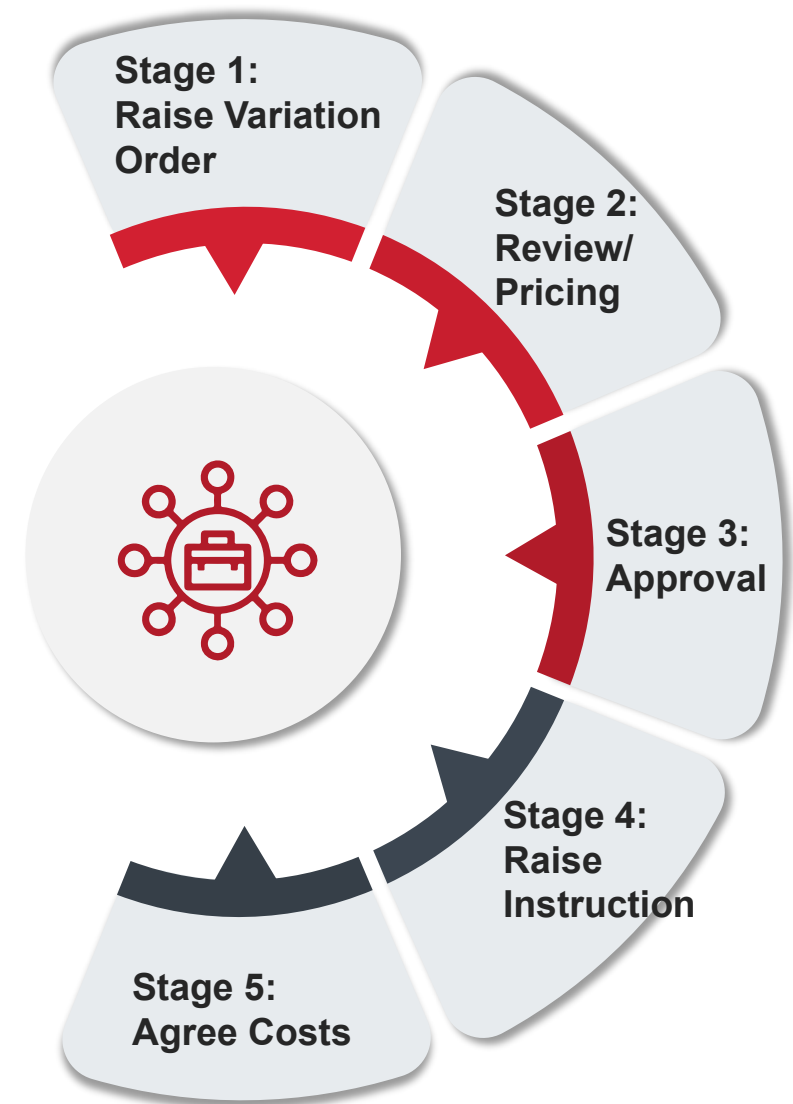 Stage 1:
Raise Variation
Order
Stage 2:
Review/
Pricing
Stage 3:
Approval
Stage 4:
Raise
Instruction
Stage 5:
Agree Costs